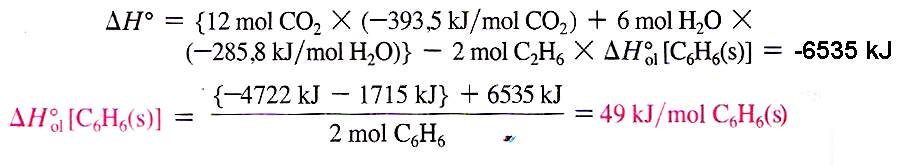 ΔH° = {12 mol CO₂ × (−393,5 kJ/mol CO₂) + 6 mol H₂O ×
(−285,8 kJ/mol H₂O)} − 2 mol C₂H₆ × ΔH°ₒₗ [C₆H₆(s)] = -6535 kJ
ΔH°ₒₗ [C₆H₆(s)] = {−4722 kJ − 1715 kJ} + 6535 kJ / 2 mol C₆H₆ = 49 kJ/mol C₆H₆(s)